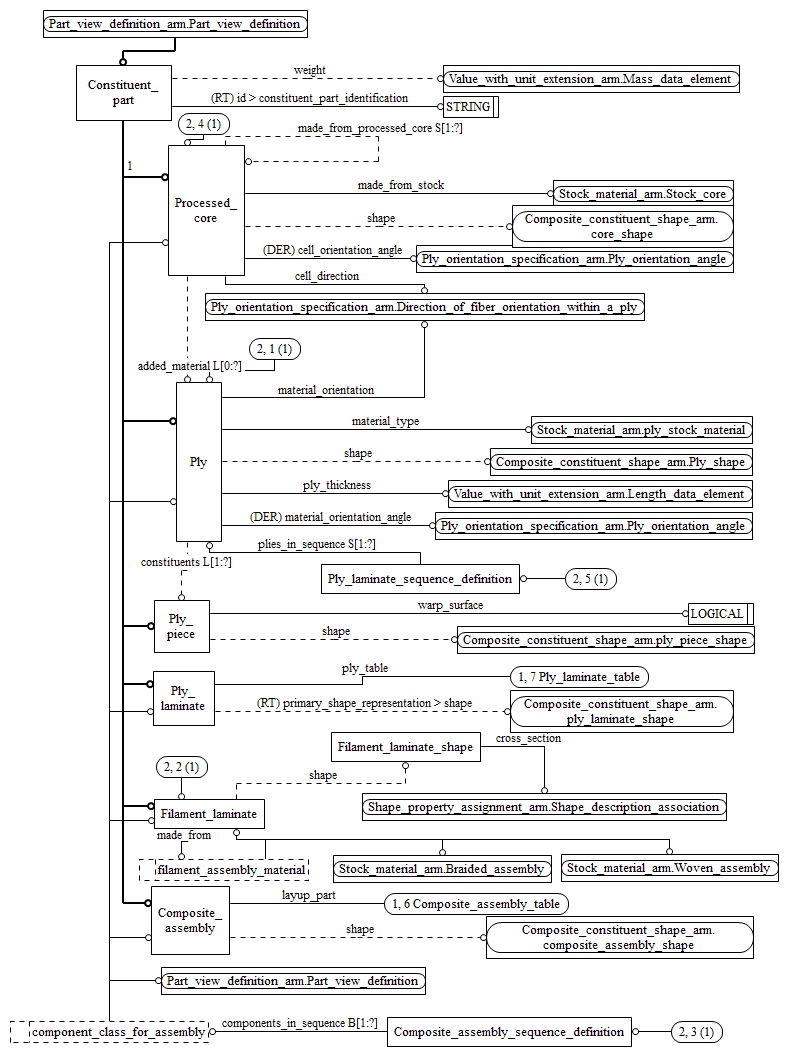 Part_view_definition_arm.Part_view_definition
Constituent_
part
weight
Value_with_unit_extension_arm.Mass_data_element
(RT) id > constituent_part_identification
STRING
2, 4 (1)
made_from_processed_core S[1:?]
1
Processed_
core
made_from_stock
Stock_material_arm.Stock_core
shape
Composite_constituent_shape_arm.
core_shape
(DER) cell_orientation_angle
Ply_orientation_specification_arm.Ply_orientation_angle
cell_direction
Ply_orientation_specification_arm.Direction_of_fiber_orientation_within_a_ply
2, 1 (1)
added_material L[0:?]
material_orientation
Ply
material_type
Stock_material_arm.ply_stock_material
shape
Composite_constituent_shape_arm.Ply_shape
ply_thickness
Value_with_unit_extension_arm.Length_data_element
(DER) material_orientation_angle
Ply_orientation_specification_arm.Ply_orientation_angle
plies_in_sequence S[1:?]
constituents L[1:?]
Ply_laminate_sequence_definition
2, 5 (1)
Ply_
piece
warp_surface
LOGICAL
shape
Composite_constituent_shape_arm.ply_piece_shape
Ply_
laminate
ply_table
1, 7 Ply_laminate_table
(RT) primary_shape_representation > shape
Composite_constituent_shape_arm.
ply_laminate_shape
Filament_laminate_shape
cross_section
2, 2 (1)
shape
Shape_property_assignment_arm.Shape_description_association
Filament_laminate
made_from
filament_assembly_material
Stock_material_arm.Braided_assembly
Stock_material_arm.Woven_assembly
Composite_
assembly
layup_part
1, 6 Composite_assembly_table
shape
Composite_constituent_shape_arm.
composite_assembly_shape
Part_view_definition_arm.Part_view_definition
component_class_for_assembly
components_in_sequence B[1:?]
Composite_assembly_sequence_definition
2, 3 (1)